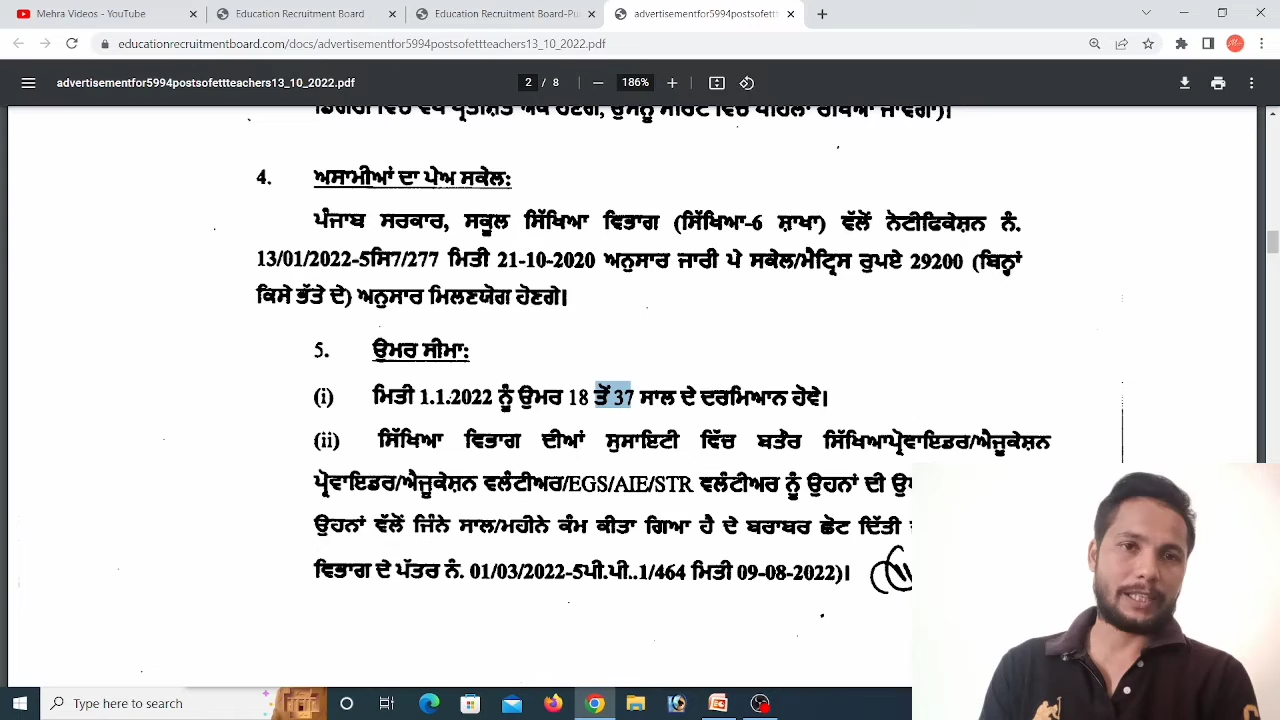 Mehra Videos - YouTube
Education Recruitment Board
Education Recruitment Board-Pu
advertisementfor5994postsofettt
educationrecruitmentboard.com/docs/advertisementfor5994postsofettteachers13_10_2022.pdf
advertisementfor5994postsofettteachers13_10_2022.pdf
2 / 8
186%
4. ਅਸਾਮੀਆਂ ਦਾ ਪੇਅ ਸਕੇਲ:
ਪੰਜਾਬ ਸਰਕਾਰ, ਸਕੂਲ ਸਿੱਖਿਆ ਵਿਭਾਗ (ਸਿੱਖਿਆ-6 ਸ਼ਾਖਾ) ਵੱਲੋਂ ਨੋਟੀਫਿਕੇਸ਼ਨ ਨੰ.
13/01/2022-5ਸਿ7/277 ਮਿਤੀ 21-10-2020 ਅਨੁਸਾਰ ਜਾਰੀ ਪੇ ਸਕੇਲ/ਮੈਟ੍ਰਿਸ ਰੁਪਏ 29200 (ਬਿਨ੍ਹਾਂ
ਕਿਸੇ ਭੱਤੇ ਦੇ) ਅਨੁਸਾਰ ਮਿਲਣਯੋਗ ਹੋਣਗੇ।
5. ਉਮਰ ਸੀਮਾ:
(i) ਮਿਤੀ 1.1.2022 ਨੂੰ ਉਮਰ 18 ਤੋਂ 37 ਸਾਲ ਦੇ ਦਰਮਿਆਨ ਹੋਵੇ।
(ii) ਸਿੱਖਿਆ ਵਿਭਾਗ ਦੀਆਂ ਸੁਸਾਇਟੀ ਵਿੱਚ ਬਤੌਰ ਸਿੱਖਿਆਪ੍ਰੋਵਾਇਡਰ/ਐਜੂਕੇਸ਼ਨ
ਪ੍ਰੋਵਾਇਡਰ/ਐਜੂਕੇਸ਼ਨ ਵਲੰਟੀਅਰ/EGS/AIE/STR ਵਲੰਟੀਅਰ ਨੂੰ ਉਹਨਾਂ ਦੀ
ਉਹਨਾਂ ਵੱਲੋਂ ਜਿੰਨੇ ਸਾਲ/ਮਹੀਨੇ ਕੰਮ ਕੀਤਾ ਗਿਆ ਹੈ ਦੇ ਬਰਾਬਰ ਛੋਟ ਦਿੱਤੀ
ਵਿਭਾਗ ਦੇ ਪੱਤਰ ਨੰ. 01/03/2022-5ਪੀ.ਪੀ..1/464 ਮਿਤੀ 09-08-2022)।
Type here to search